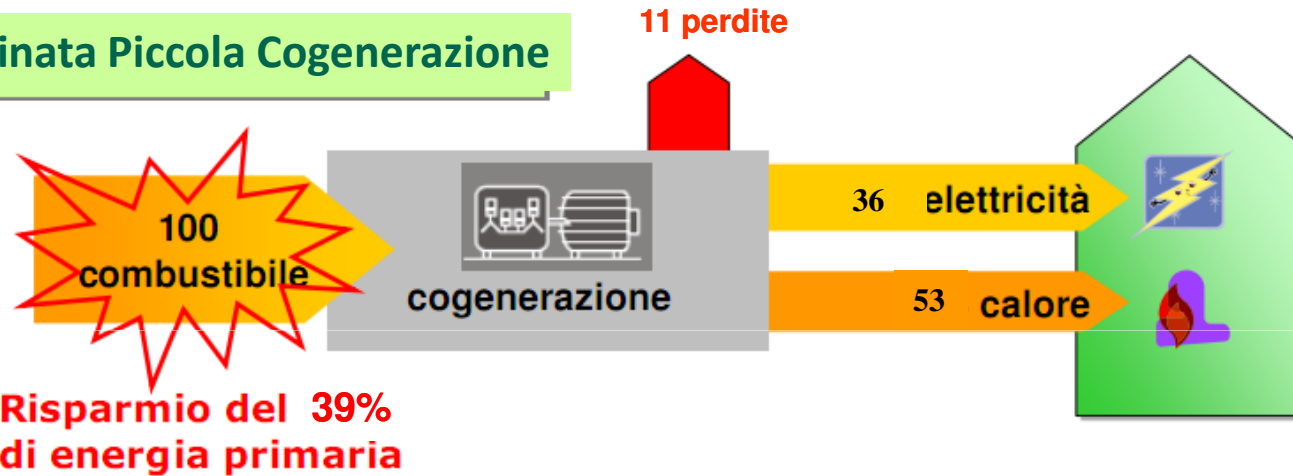 11 perdite
inata Piccola Cogenerazione
100
combustibile
cogenerazione
36 elettricità
53 calore
Risparmio del 39%
di energia primaria